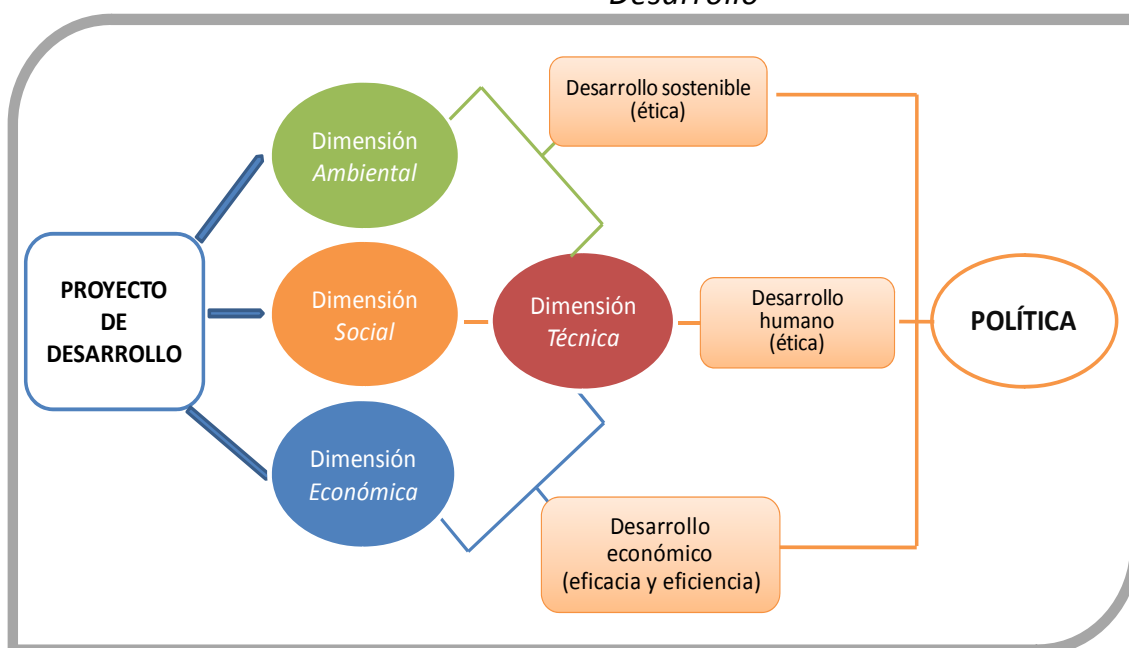 Desarrollo
Desarrollo sostenible
(ética)
Dimensión
Ambiental
PROYECTO
DE
DESARROLLO
Dimensión
Social
Dimensión
Técnica
Desarrollo
humano
(ética)
POLÍTICA
Dimensión
Económica
Desarrollo
económico
(eficacia y eficiencia)